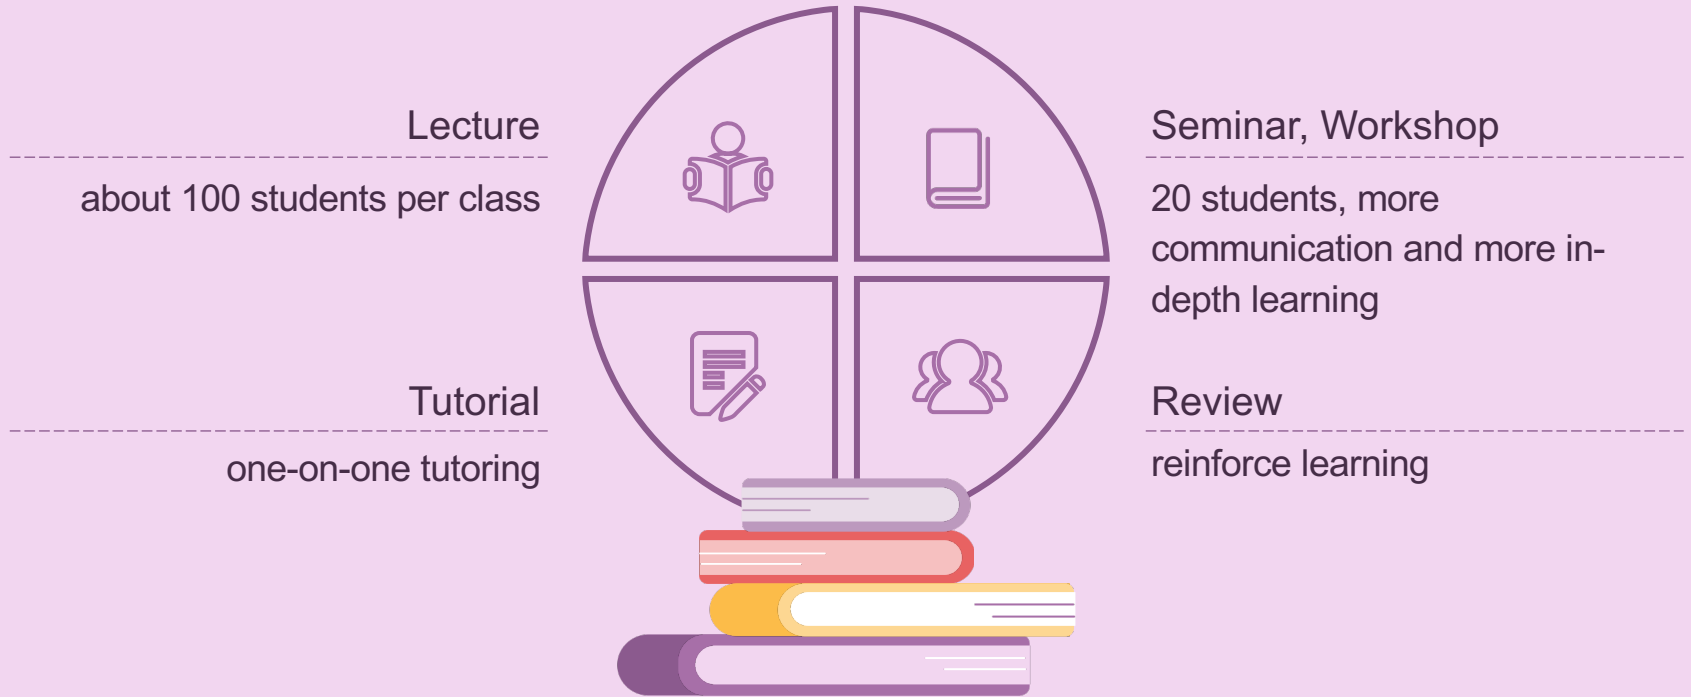 Lecture
about 100 students per class
Seminar, Workshop
20 students, more
communication and more in-
depth learning
Tutorial
one-on-one tutoring
Review
reinforce learning